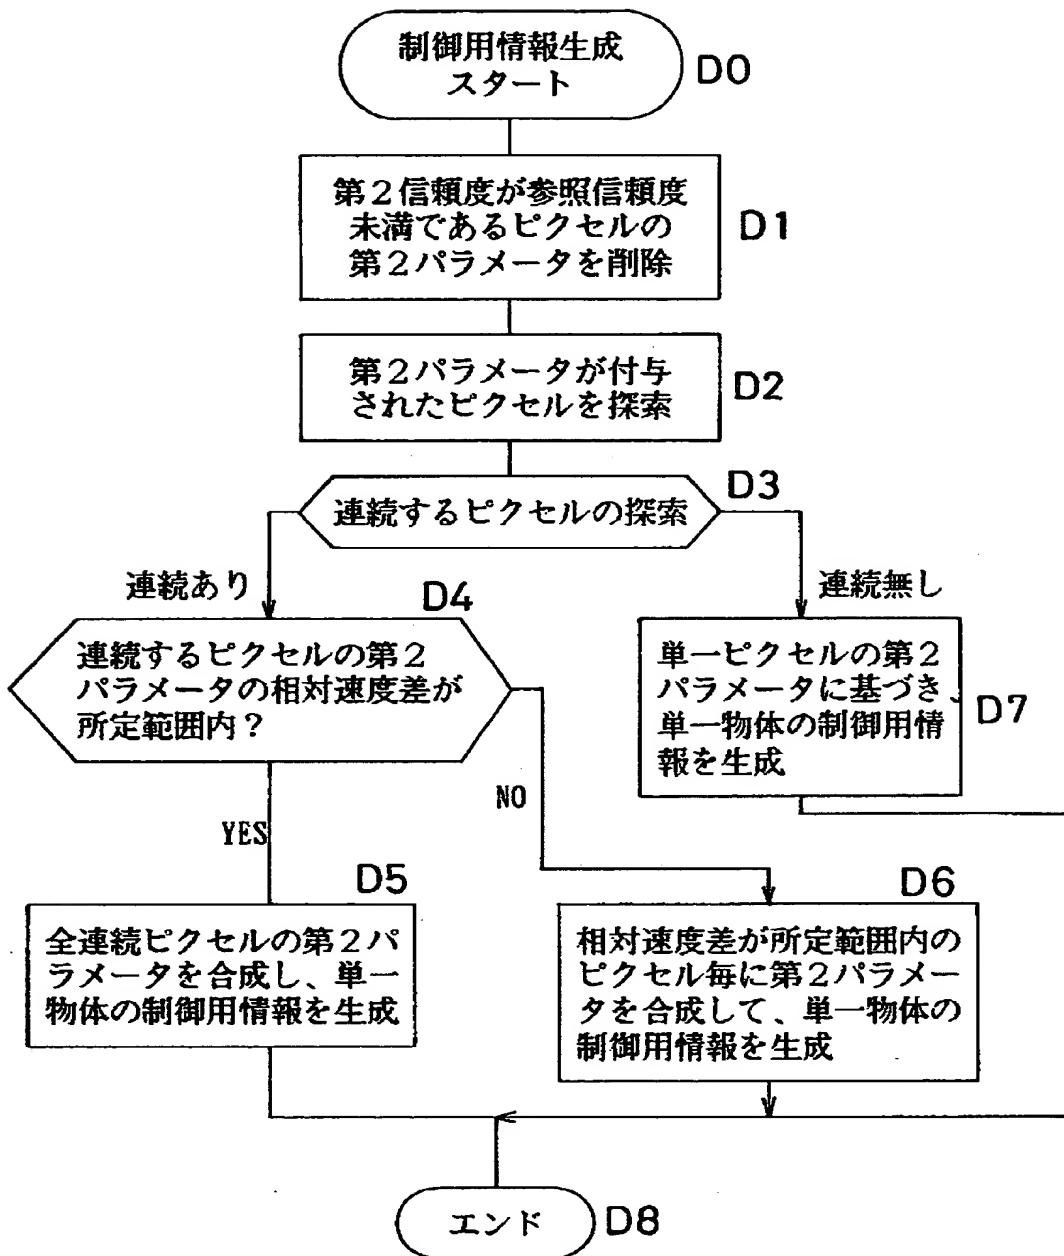 制御用情報生成
スタート
D0
第2信頼度が参照信頼度
未満であるピクセルの
第2パラメータを削除
D1
第2パラメータが付与
されたピクセルを探索
D2
連続するピクセルの探索
D3
連続あり
連続無し
D4
連続するピクセルの第2
パラメータの相対速度差が
所定範囲内?
単一ピクセルの第2
パラメータに基づき、
単一物体の制御用情
報を生成
D7
NO
YES
D5
全連続ピクセルの第2パ
ラメータを合成し、単一
物体の制御用情報を生成
D6
相対速度差が所定範囲内の
ピクセル毎に第2パラメー
タを合成して、単一物体の
制御用情報を生成
エンド
D8